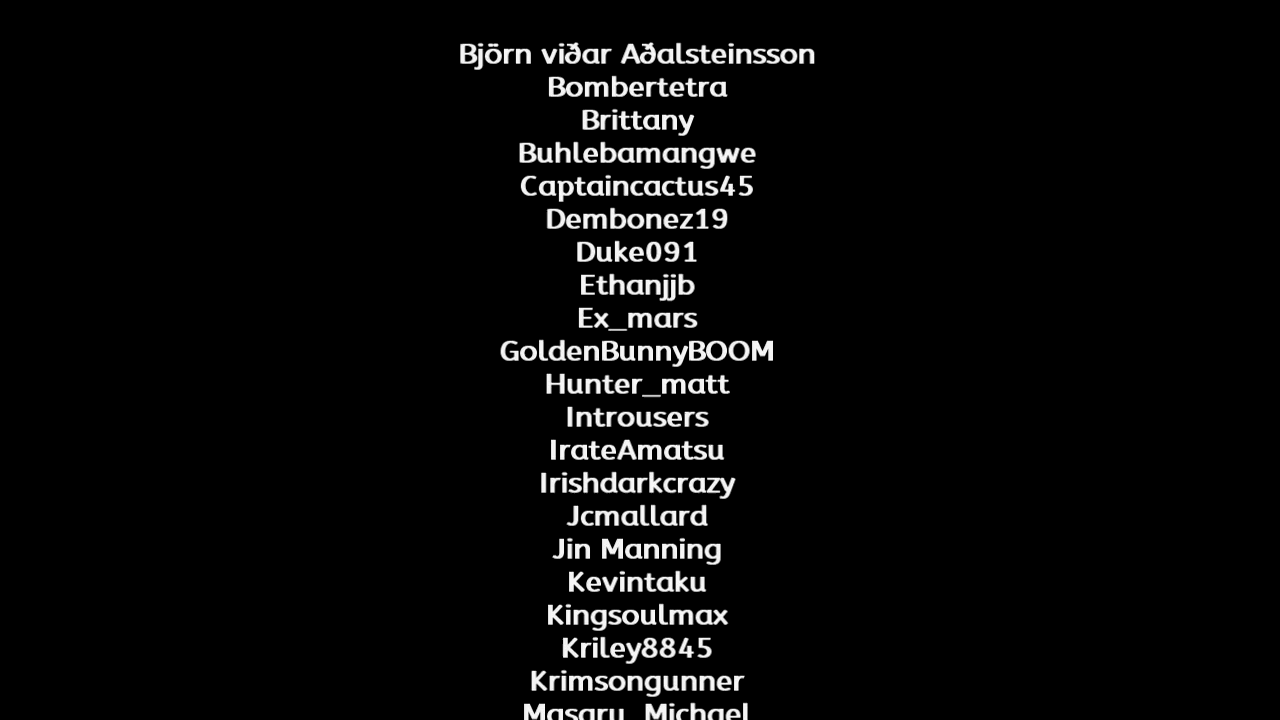 Björn viðar Aðalsteinsson
Bombertetra
Brittany
Buhlebamangwe
Captaincactus45
Dembonez19
Duke091
Ethanjjb
Ex_mars
GoldenBunnyBOOM
Hunter_matt
Introusers
IrateAmatsu
Irishdarkcrazy
Jcmallard
Jin Manning
Kevintaku
Kingsoulmax
Kriley8845
Krimsongunner
Masaru_Michael